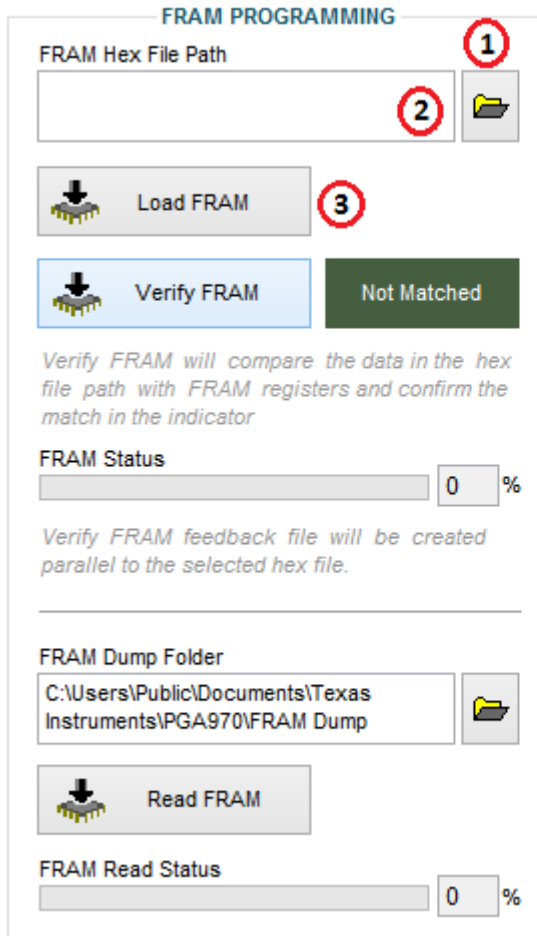 FRAM PROGRAMMING
1
FRAM Hex File Path
2
Load FRAM
3
Verify FRAM
Not Matched
Verify FRAM will compare the data in the hex
file path with FRAM registers and confirm the
match in the indicator
FRAM Status
0 %
Verify FRAM feedback file will be created
parallel to the selected hex file.
FRAM Dump Folder
C:\Users\Public\Documents\Texas
Instruments\PGA970\FRAM Dump
Read FRAM
FRAM Read Status
0 %